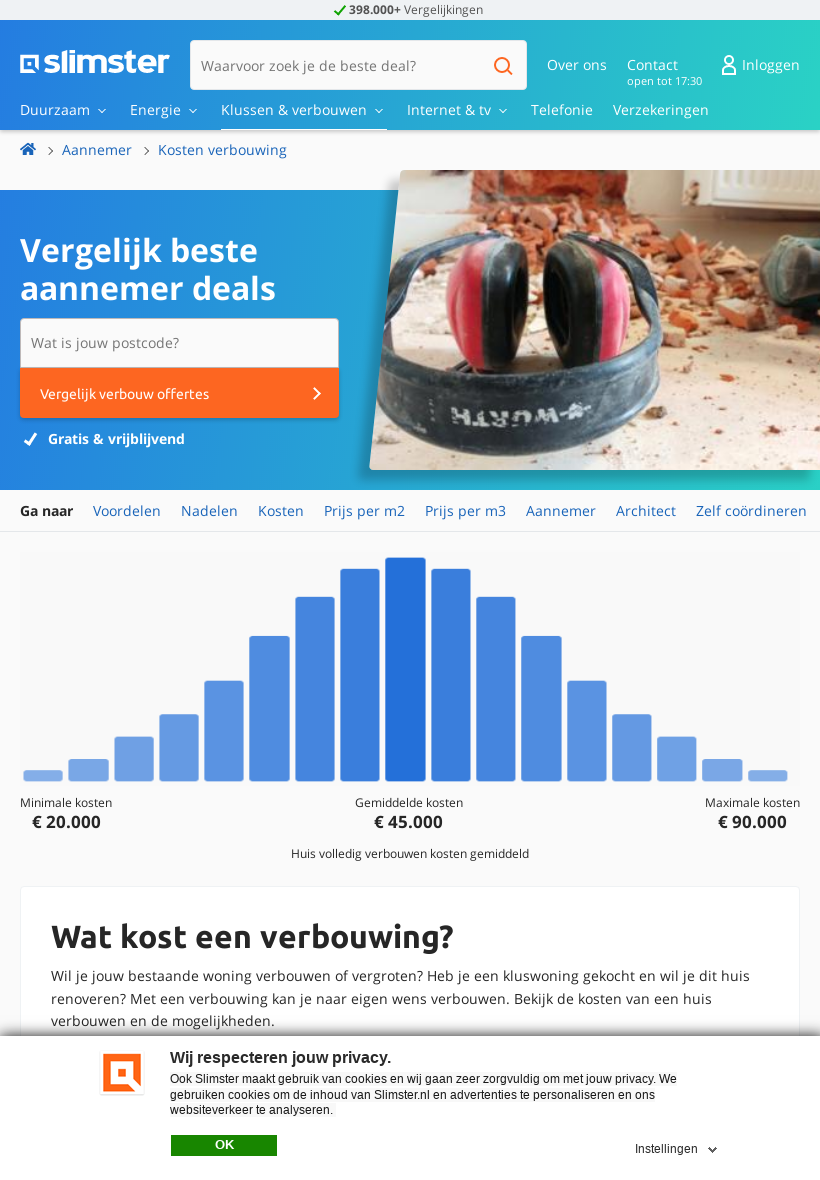 398.000+ Vergelijkingen
slimster
Waarvoor zoek je de beste deal?
Over ons
Contact
open tot 17:30
Inloggen
Duurzaam
Energie
Klussen & verbouwen
Internet & tv
Telefonie
Verzekeringen
Aannemer
Kosten verbouwing
Vergelijk beste
aannemer deals
Wat is jouw postcode?
Vergelijk verbouw offertes
Gratis & vrijblijvend
WÜRTH
Ga naar
Voordelen
Nadelen
Kosten
Prijs per m2
Prijs per m3
Aannemer
Architect
Zelf coördineren
Minimale kosten
€ 20.000
Gemiddelde kosten
€ 45.000
Maximale kosten
€ 90.000
Huis volledig verbouwen kosten gemiddeld
Wat kost een verbouwing?
Wil je jouw bestaande woning verbouwen of vergroten? Heb je een kluswoning gekocht en wil je dit huis
renoveren? Met een verbouwing kan je naar eigen wens verbouwen. Bekijk de kosten van een huis
verbouwen en de mogelijkheden.
Wij respecteren jouw privacy.
Ook Slimster maakt gebruik van cookies en wij gaan zeer zorgvuldig om met jouw privacy. We
gebruiken cookies om de inhoud van Slimster.nl en advertenties te personaliseren en ons
websiteverkeer te analyseren.
OK
Instellingen